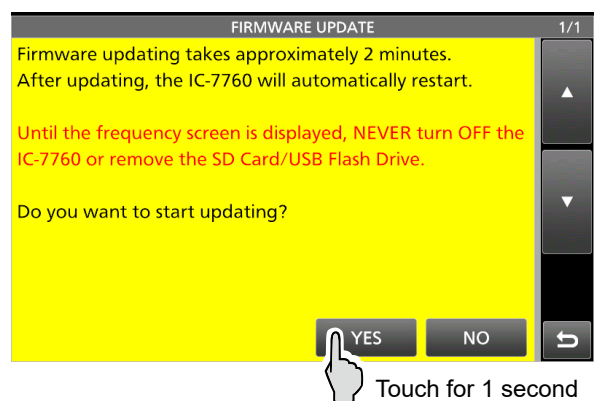 FIRMWARE UPDATE 1/1
Firmware updating takes approximately 2 minutes.
After updating, the IC-7760 will automatically restart.
Until the frequency screen is displayed, NEVER turn OFF the
IC-7760 or remove the SD Card/USB Flash Drive.
Do you want to start updating?
YES NO
Touch for 1 second